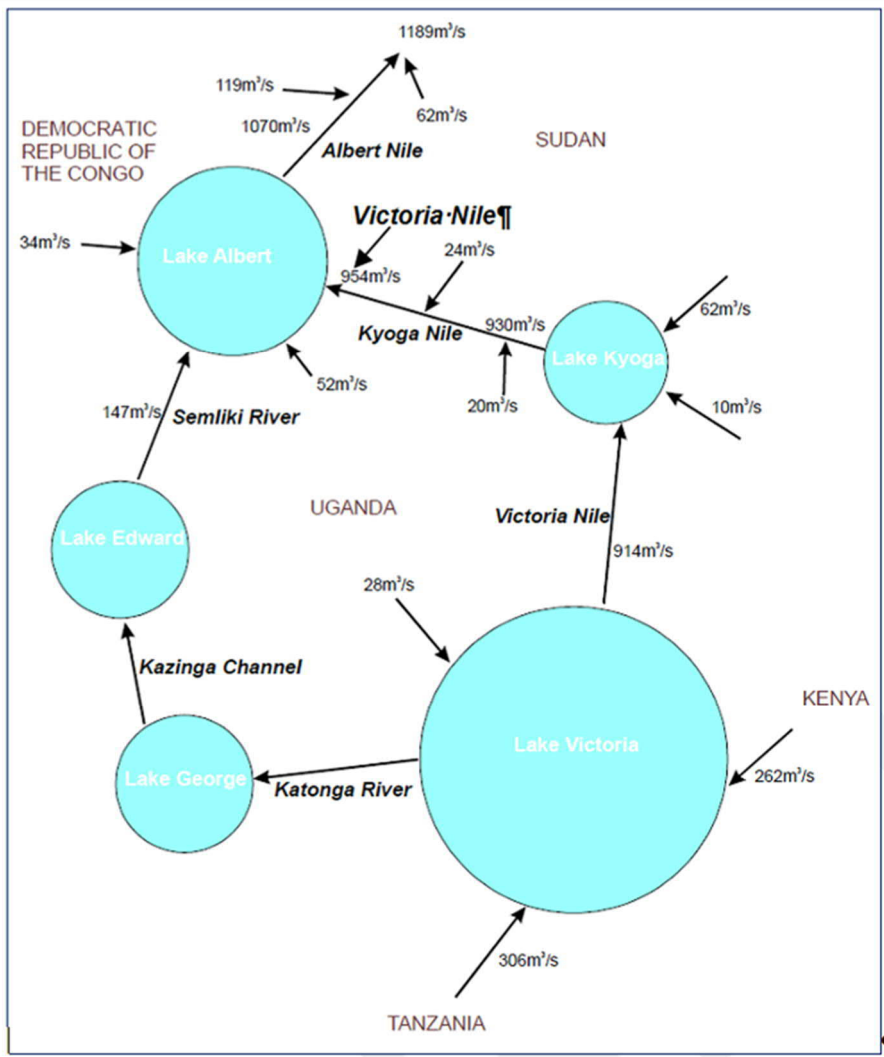 1189m³/s
119m³/s
62m³/s
1070m³/s
DEMOCRATIC
REPUBLIC OF
THE CONGO
SUDAN
Albert Nile
Victoria·Nile¶
34m³/s
Lake Albert
24m³/s
954m³/s
62m³/s
930m³/s
Kyoga Nile
Lake Kyoga
52m³/s
20m³/s
10m³/s
147m³/s
Semliki River
UGANDA
Victoria Nile
Lake Edward
914m³/s
28m³/s
Kazinga Channel
KENYA
Lake Victoria
Lake George
262m³/s
Katonga River
306m³/s
TANZANIA